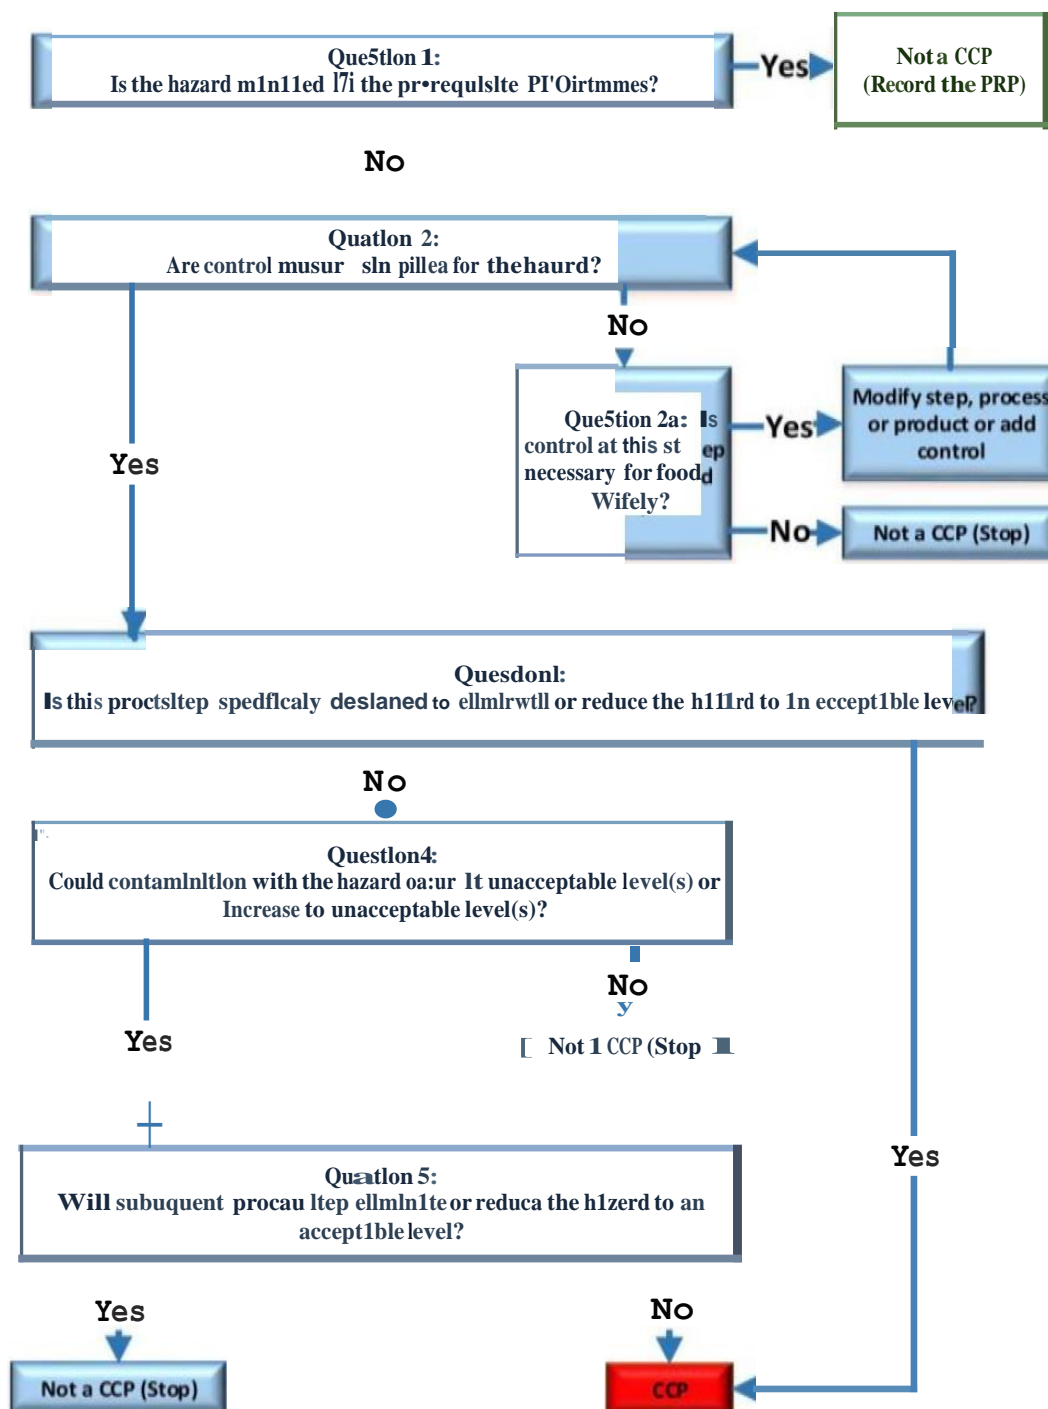 Que5tlon 1:
Is the hazard m1n11ed l7i the pr•requlslte PI'Oirtmmes?
Yes
Not a CCP
(Record the PRP)
No
Quatlon 2:
Are control musur sln pillea for thehaurd?
No
Yes
Que5tion 2a: Is
control at this st ep
necessary for food d
Wifely?
Yes
Modify step, process
or product or add
control
No
Not a CCP (Stop)
Quesdonl:
Is this proctsltep spedflcaly deslaned to ellmlrwtll or reduce the h111lrd to 1n eccept1ble level?
No
Questlon4:
Could contamlnltlon with the hazard oa:ur lt unacceptable level(s) or
Increase to unacceptable level(s)?
No
y
Yes
[ Not 1 CCP (Stop
Yes
Quatlon 5:
Will subuquent procau ltep ellmln1te or reduca the h1zerd to an
accept1ble level?
Yes
No
Not a CCP (Stop)
CCP